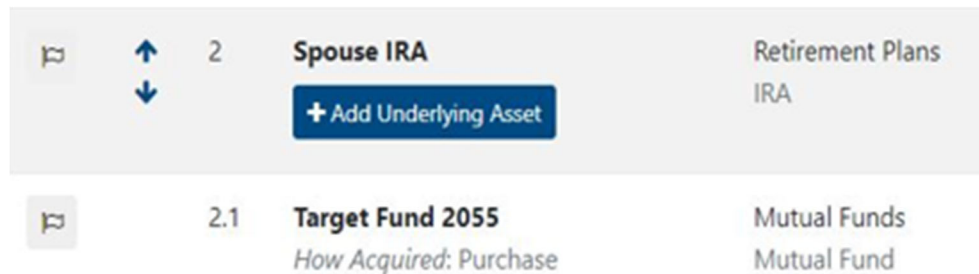 2 Spouse IRA Retirement Plans
+ Add Underlying Asset IRA
2.1 Target Fund 2055 Mutual Funds
How Acquired: Purchase Mutual Fund